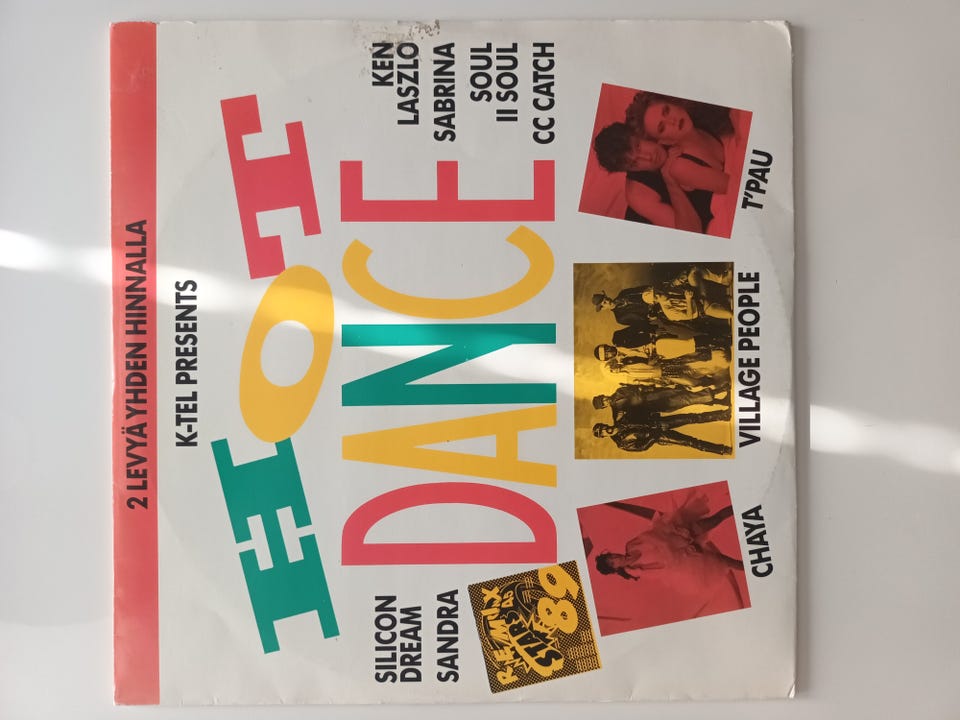 2 LEVYÄ YHDEN HINNALLA
K-TEL PRESENTS
HOT
DANCE
SILICON
DREAM
SANDRA
KEN
LASZLO
SABRINA
SOUL
II SOUL
CC CATCH
REMIX
STARS
89
CHAYA
VILLAGE PEOPLE
T'PAU